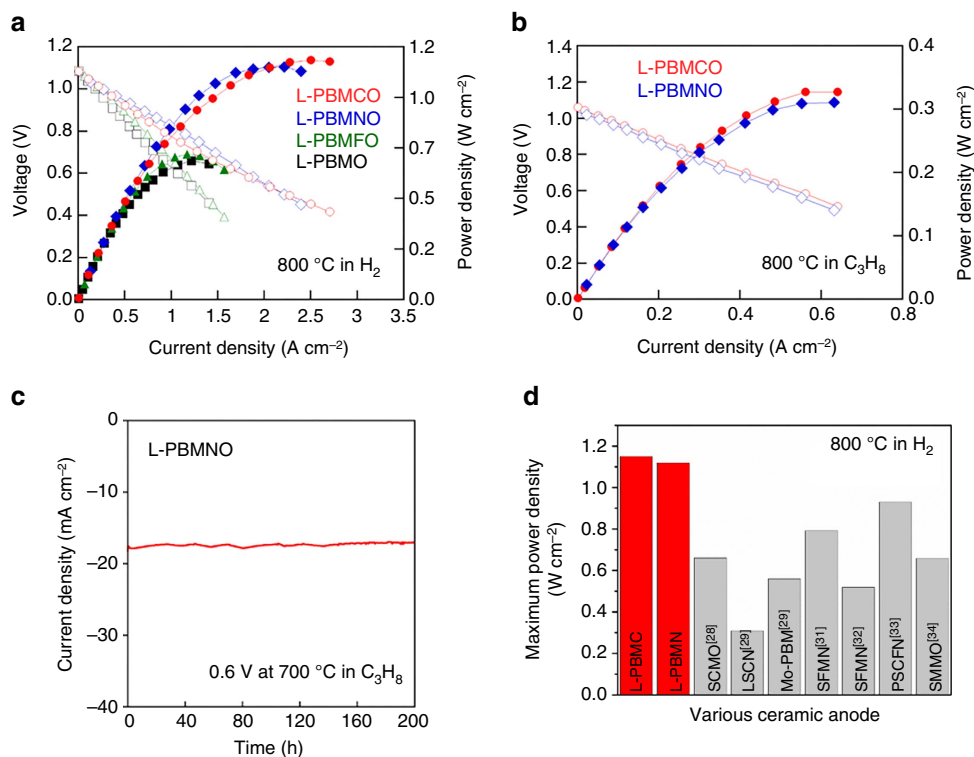 a
1.2
1.0
0.8
0.6
0.4
0.2
0.0
Voltage (V)
0
0.5
1
1.5
2
2.5
3
3.5
Current density (A cm⁻²)
1.2
1.0
0.7
0.5
0.2
0.0
Power density (W cm⁻²)
L-PBMCO
L-PBMNO
L-PBMFO
L-PBMO
800 °C in H₂
b
1.4
1.2
1.0
0.8
0.6
0.4
0.2
0.0
Voltage (V)
0
0.2
0.4
0.6
0.8
Current density (A cm⁻²)
0.4
0.3
0.2
0.1
0.0
Power density (W cm⁻²)
L-PBMCO
L-PBMNO
800 °C in C₃H₈
c
0
−10
−20
−30
−40
Current density (mA cm⁻²)
L-PBMNO
0.6 V at 700 °C in C₃H₈
0
40
80
120
160
200
Time (h)
d
1.2
1.0
0.8
0.6
0.4
0.2
0.0
Maximum power density
(W cm⁻²)
800 °C in H₂
L-PBMC
L-PBMN
SCMO[28]
LSCN[29]
Mo-PBM[29]
SFMN[31]
SFMN[32]
PSCFN[33]
SMMO[34]
Various ceramic anode